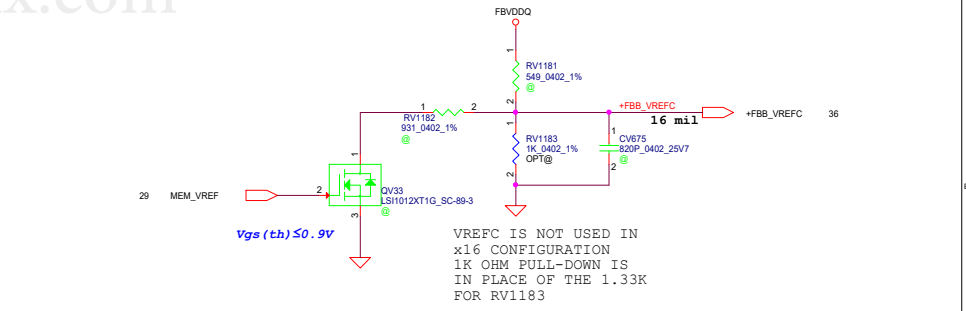 x.com
FBVDDQ
1
RV1181
549_0402_1%
@
2
1
2
RV1182
931_0402_1%
@
+FBB_VREFC
16 mil
+FBB_VREFC
36
1
RV1183
1K_0402_1%
OPT@
2
1
CV675
820P_0402_25V7
@
2
1
29
MEM_VREF
2
QV33
LSI1012XT1G_SC-89-3
@
3
Vgs(th)≤0.9V
VREFC IS NOT USED IN
x16 CONFIGURATION
1K OHM PULL-DOWN IS
IN PLACE OF THE 1.33K
FOR RV1183